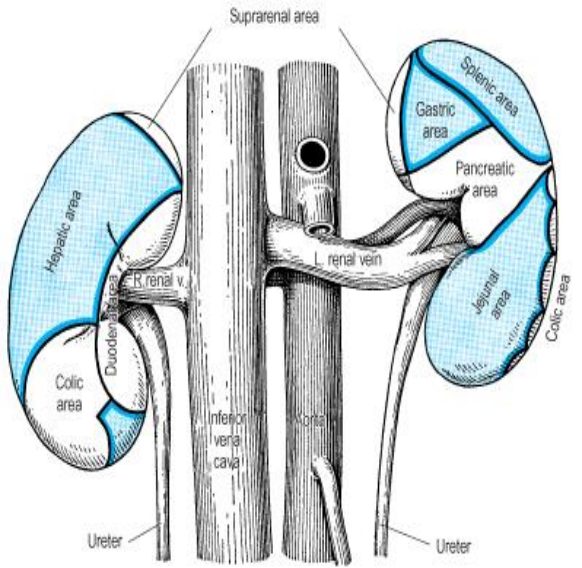 Suprarenal area
Splenic area
Gastric
area
Pancreatic
area
Hepatic area
L. renal vein
R. renal v.
Duodenal area
Jejunal
area
Colic area
Colic
area
Inferior
vena
cava
Aorta
Ureter
Ureter